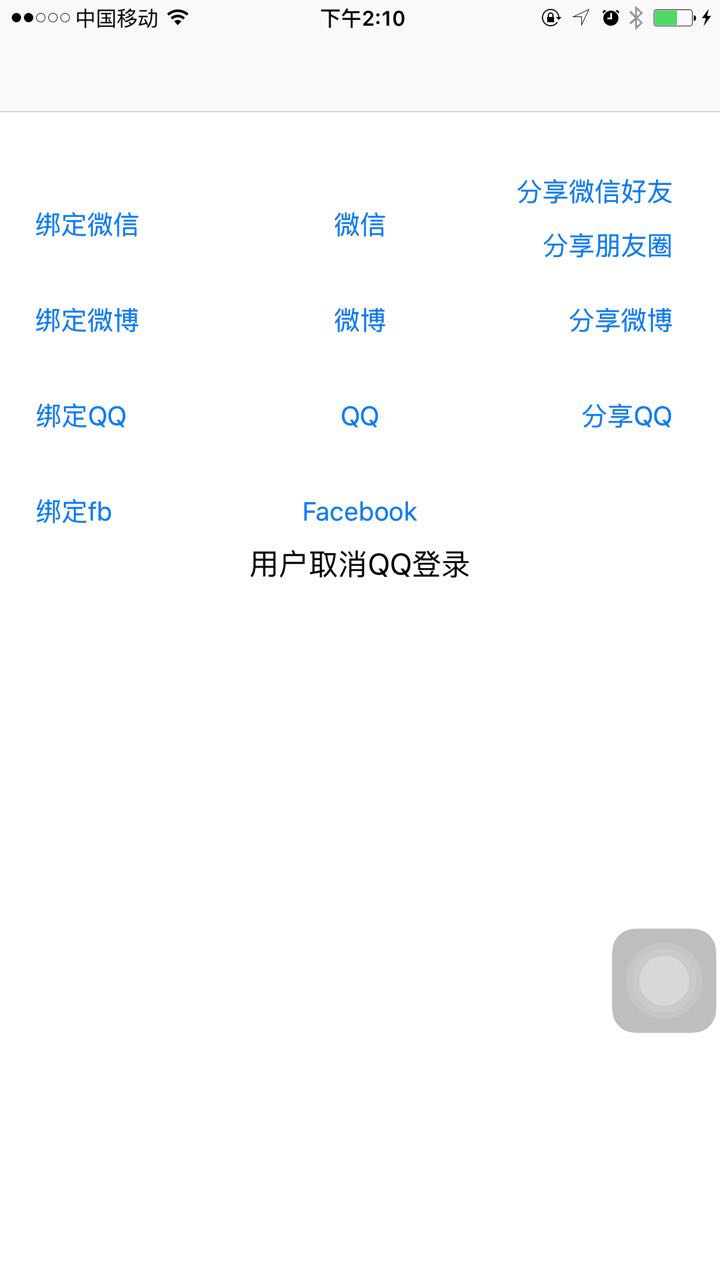 中国移动 下午2:10
分享微信好友
绑定微信 微信
分享朋友圈
绑定微博 微博 分享微博
绑定QQ QQ 分享QQ
绑定fb Facebook
用户取消QQ登录